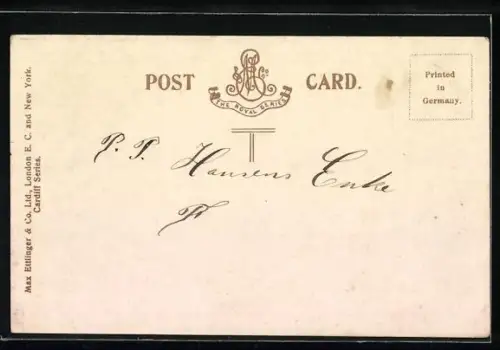 POST CARD.
THE ROYAL SERIES
Printed
in
Germany.
P. T. Hansens Enke
F
Max Ettlinger & Co. Ltd., London E. C. and New York.
Cardiff Series.